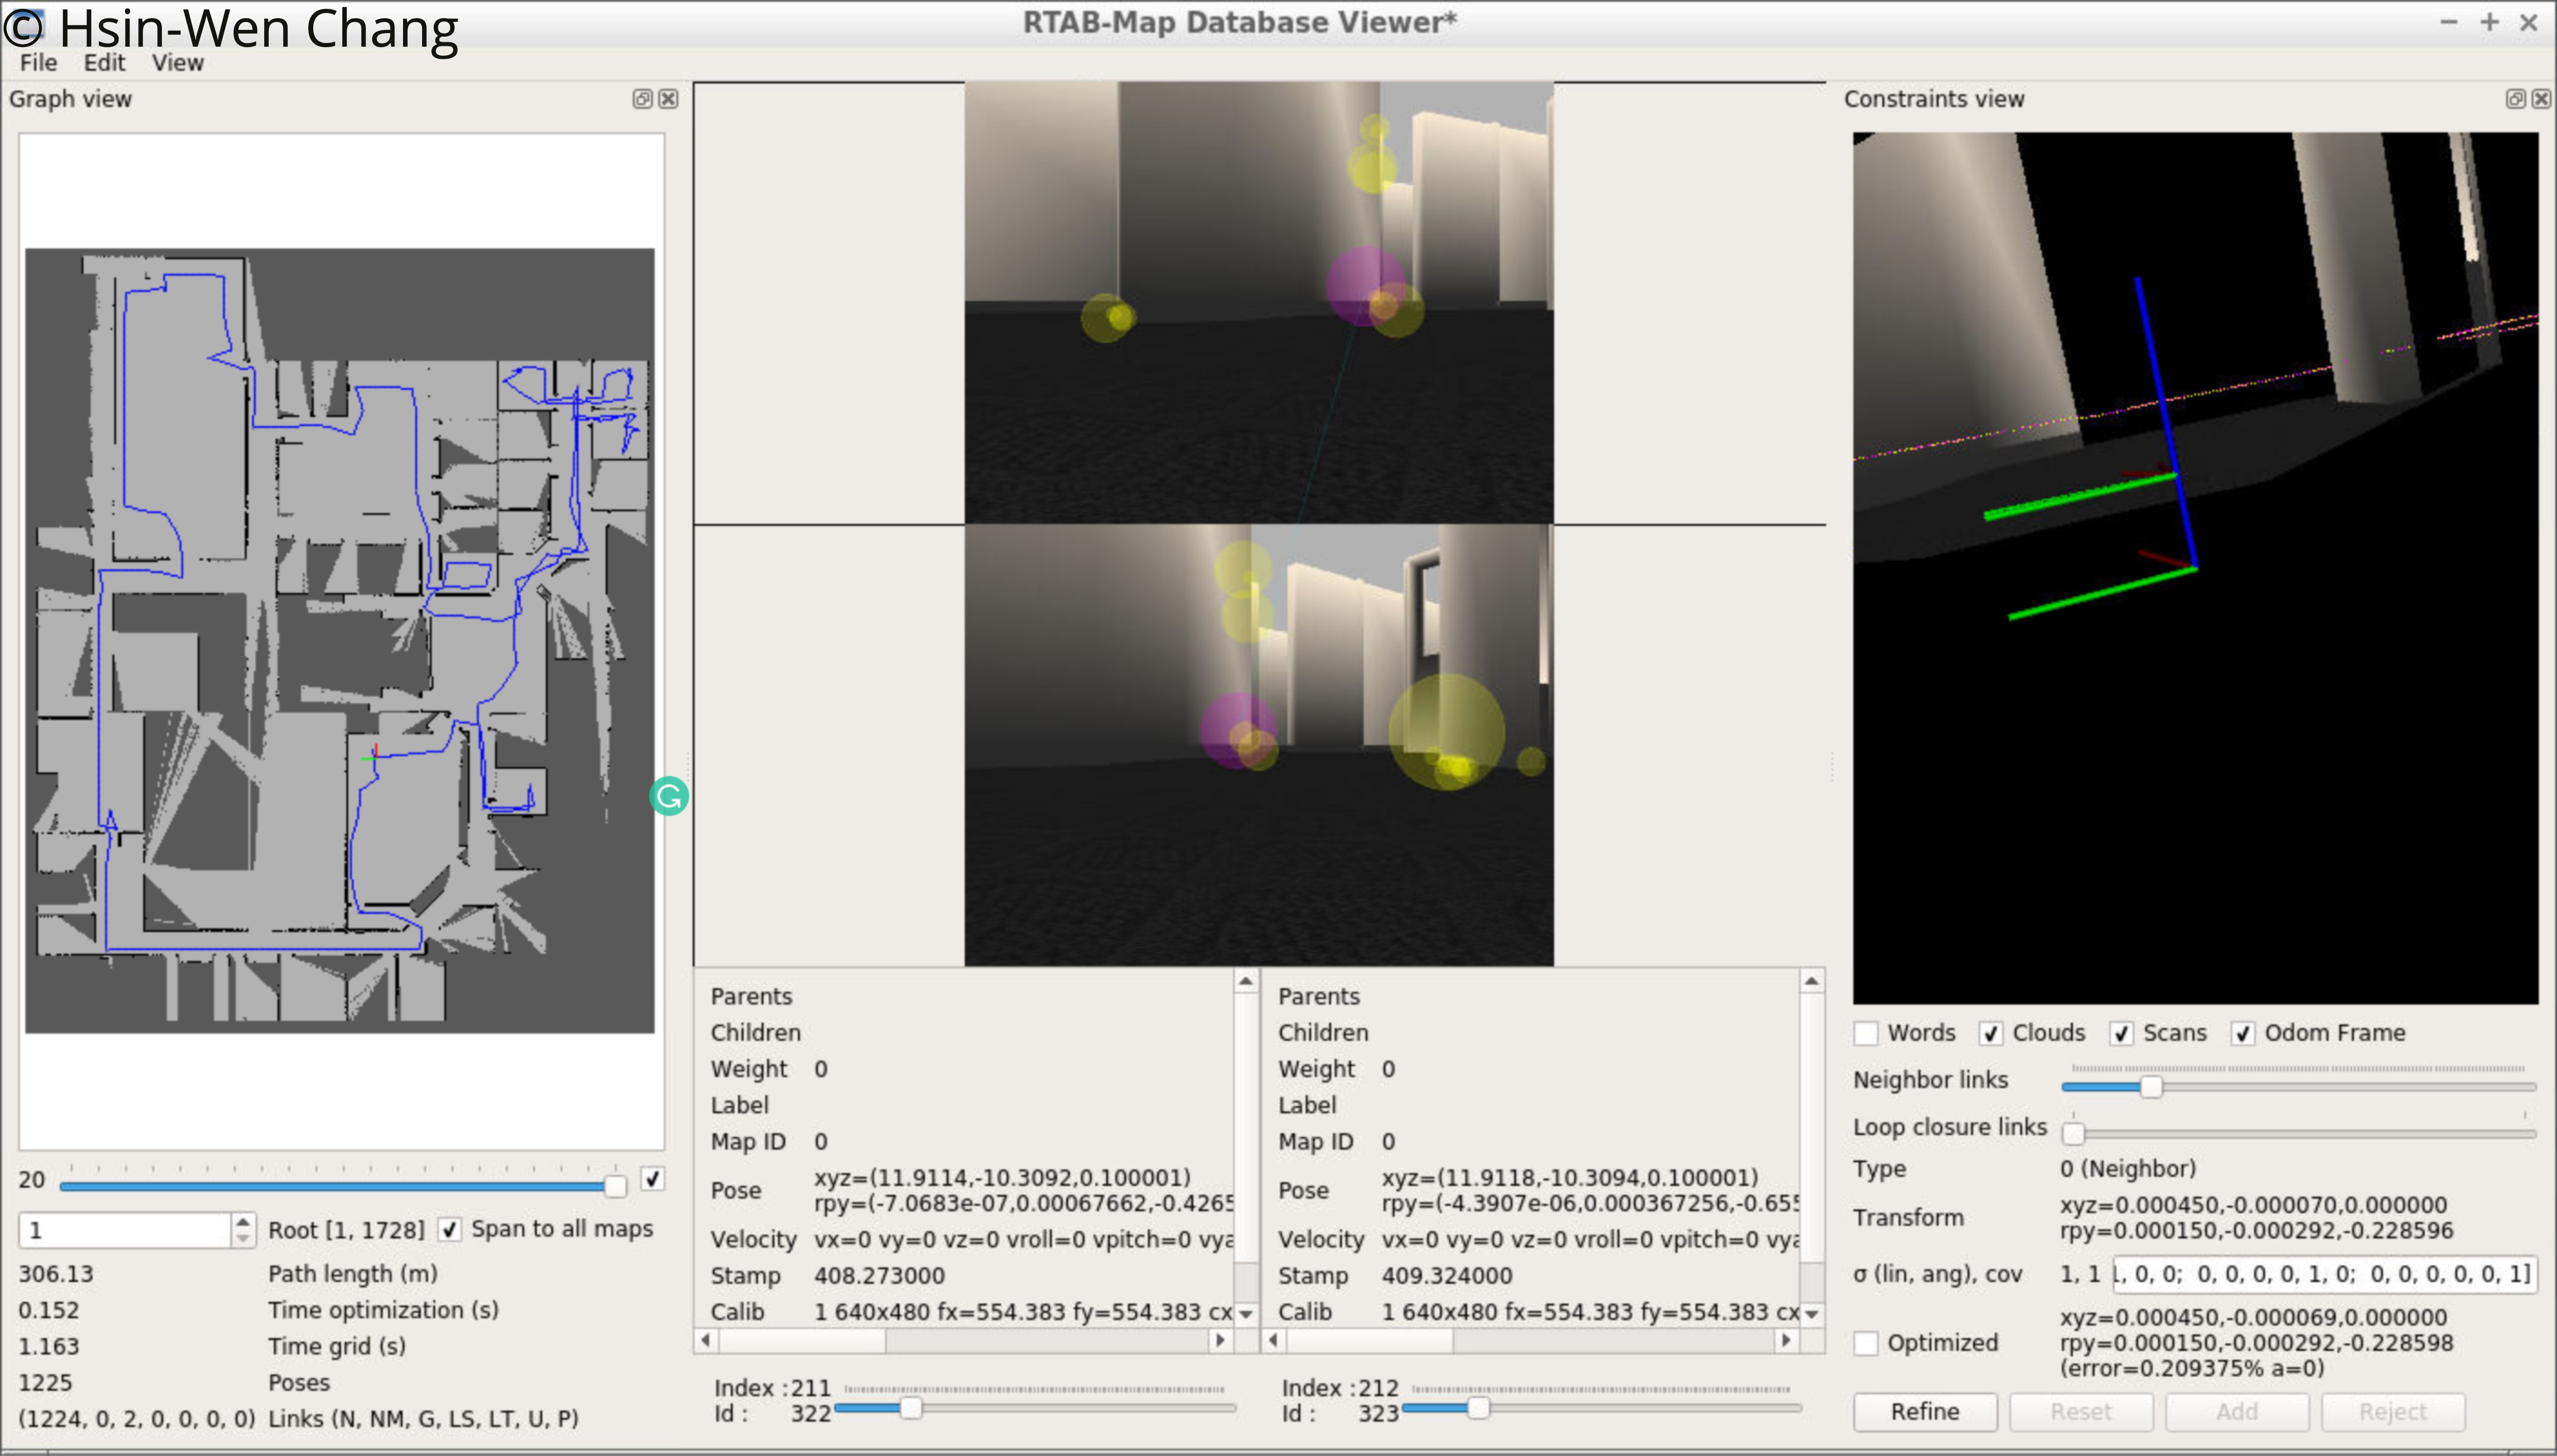 © Hsin-Wen Chang
RTAB-Map Database Viewer*
File Edit View
Graph view
20
1 Root [1, 1728] Span to all maps
306.13 Path length (m)
0.152 Time optimization (s)
1.163 Time grid (s)
1225 Poses
(1224, 0, 2, 0, 0, 0, 0) Links (N, NM, G, LS, LT, U, P)
G
Parents
Children
Weight 0
Label
Map ID 0
Pose xyz=(11.9114,-10.3092,0.100001)
rpy=(-7.0683e-07,0.00067662,-0.4265
Velocity vx=0 vy=0 vz=0 vroll=0 vpitch=0 vya
Stamp 408.273000
Calib 1 640x480 fx=554.383 fy=554.383 cx
Index : 211
Id : 322
Parents
Children
Weight 0
Label
Map ID 0
Pose xyz=(11.9118,-10.3094,0.100001)
rpy=(-4.3907e-06,0.000367256,-0.655
Velocity vx=0 vy=0 vz=0 vroll=0 vpitch=0 vya
Stamp 409.324000
Calib 1 640x480 fx=554.383 fy=554.383 cx
Index : 212
Id : 323
Constraints view
Words Clouds Scans Odom Frame
Neighbor links
Loop closure links
Type 0 (Neighbor)
Transform xyz=0.000450,-0.000070,0.000000
rpy=0.000150,-0.000292,-0.228596
σ (lin, ang), cov 1, 1 1, 0, 0; 0, 0, 0, 0, 1, 0; 0, 0, 0, 0, 0, 1]
Optimized xyz=0.000450,-0.000069,0.000000
rpy=0.000150,-0.000292,-0.228598
(error=0.209375% a=0)
Refine Reset Add Reject